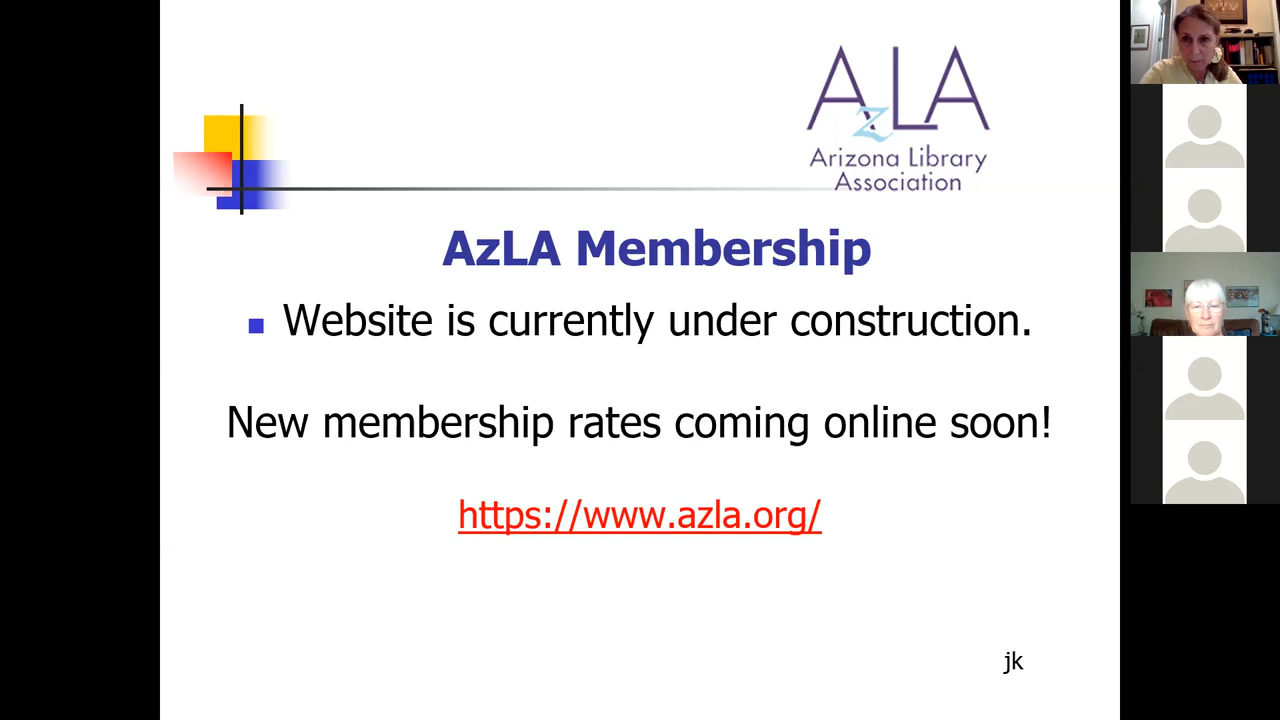 AzLA
Arizona Library
Association
AzLA Membership
Website is currently under construction.
New membership rates coming online soon!
https://www.azla.org/
jk